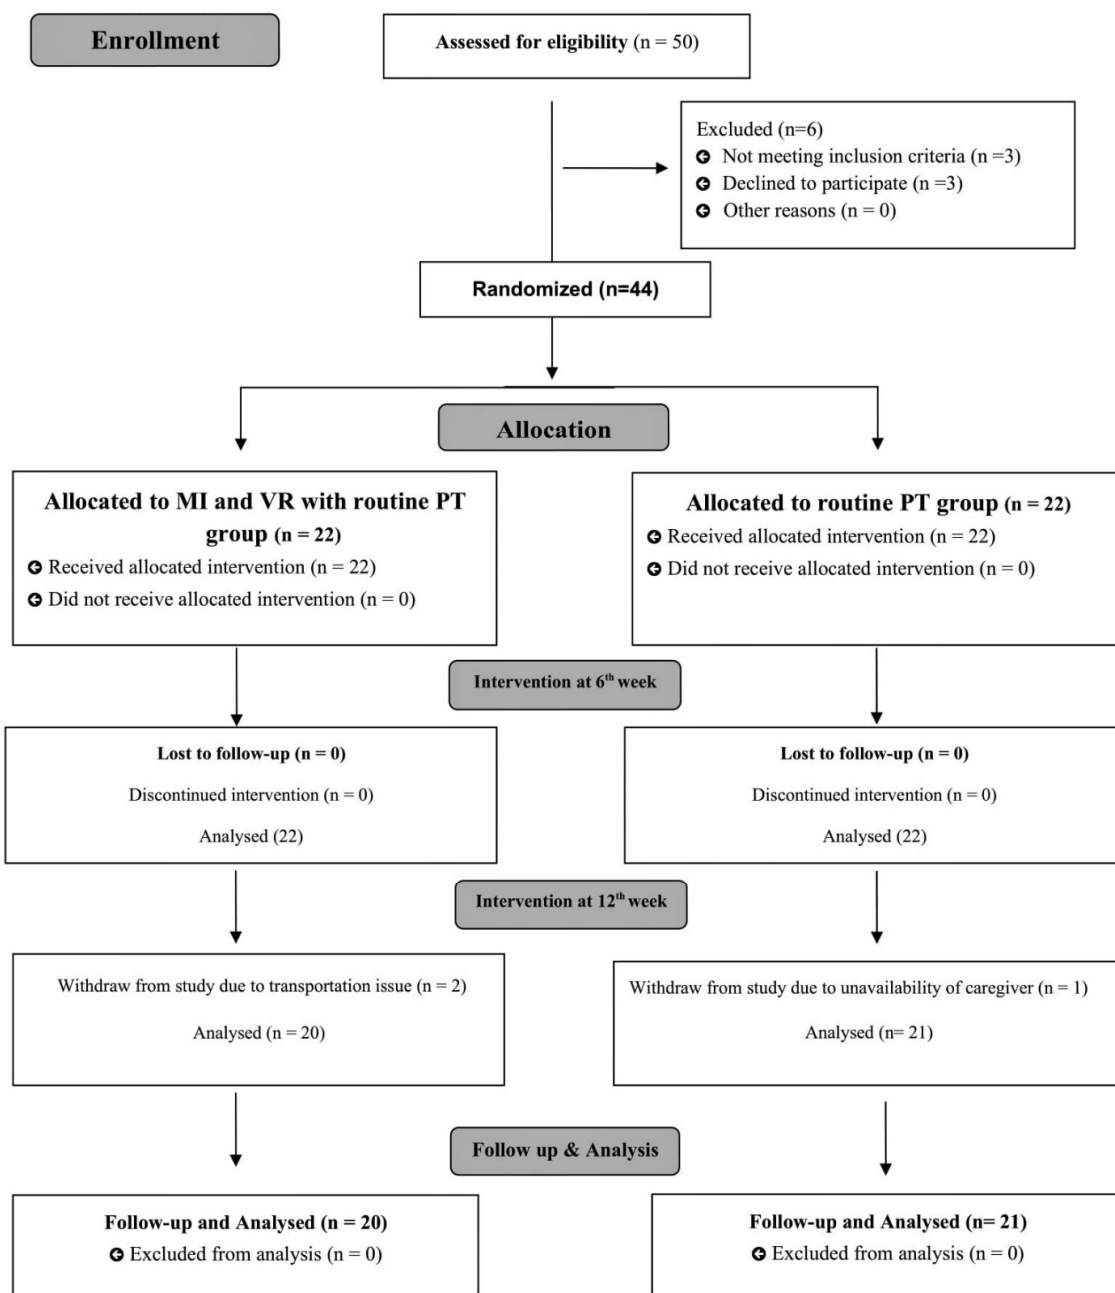 Enrollment
Assessed for eligibility (n = 50)
Excluded (n=6)
Not meeting inclusion criteria (n =3)
Declined to participate (n =3)
Other reasons (n = 0)
Randomized (n=44)
Allocation
Allocated to MI and VR with routine PT
group (n = 22)
Received allocated intervention (n = 22)
Did not receive allocated intervention (n = 0)
Allocated to routine PT group (n = 22)
Received allocated intervention (n = 22)
Did not receive allocated intervention (n = 0)
Intervention at 6th week
Lost to follow-up (n = 0)
Discontinued intervention (n = 0)
Analysed (22)
Lost to follow-up (n = 0)
Discontinued intervention (n = 0)
Analysed (22)
Intervention at 12th week
Withdraw from study due to transportation issue (n = 2)
Analysed (n = 20)
Withdraw from study due to unavailability of caregiver (n = 1)
Analysed (n= 21)
Follow up & Analysis
Follow-up and Analysed (n = 20)
Excluded from analysis (n = 0)
Follow-up and Analysed (n= 21)
Excluded from analysis (n = 0)